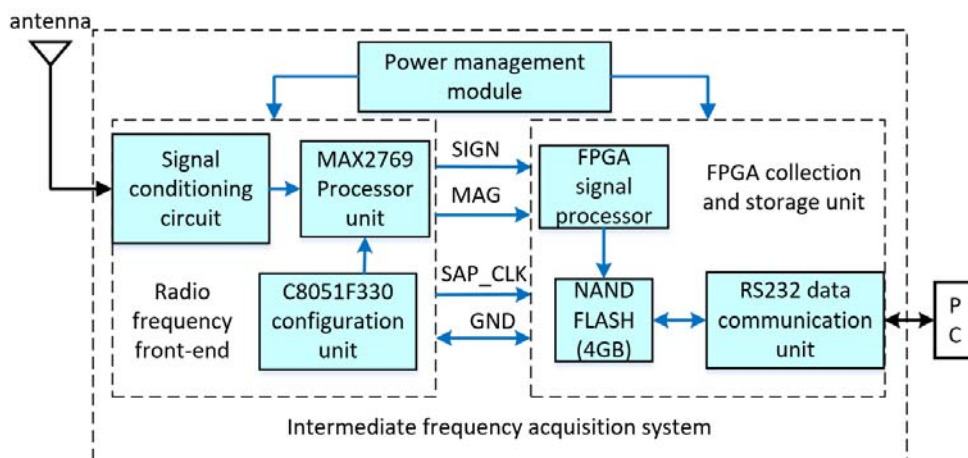 antenna
Power management
module
Signal
conditioning
circuit
MAX2769
Processor
unit
C8051F330
configuration
unit
Radio
frequency
front-end
SIGN
MAG
SAP_CLK
GND
FPGA
signal
processor
FPGA collection
and storage unit
NAND
FLASH
(4GB)
RS232 data
communication
unit
P
C
Intermediate frequency acquisition system